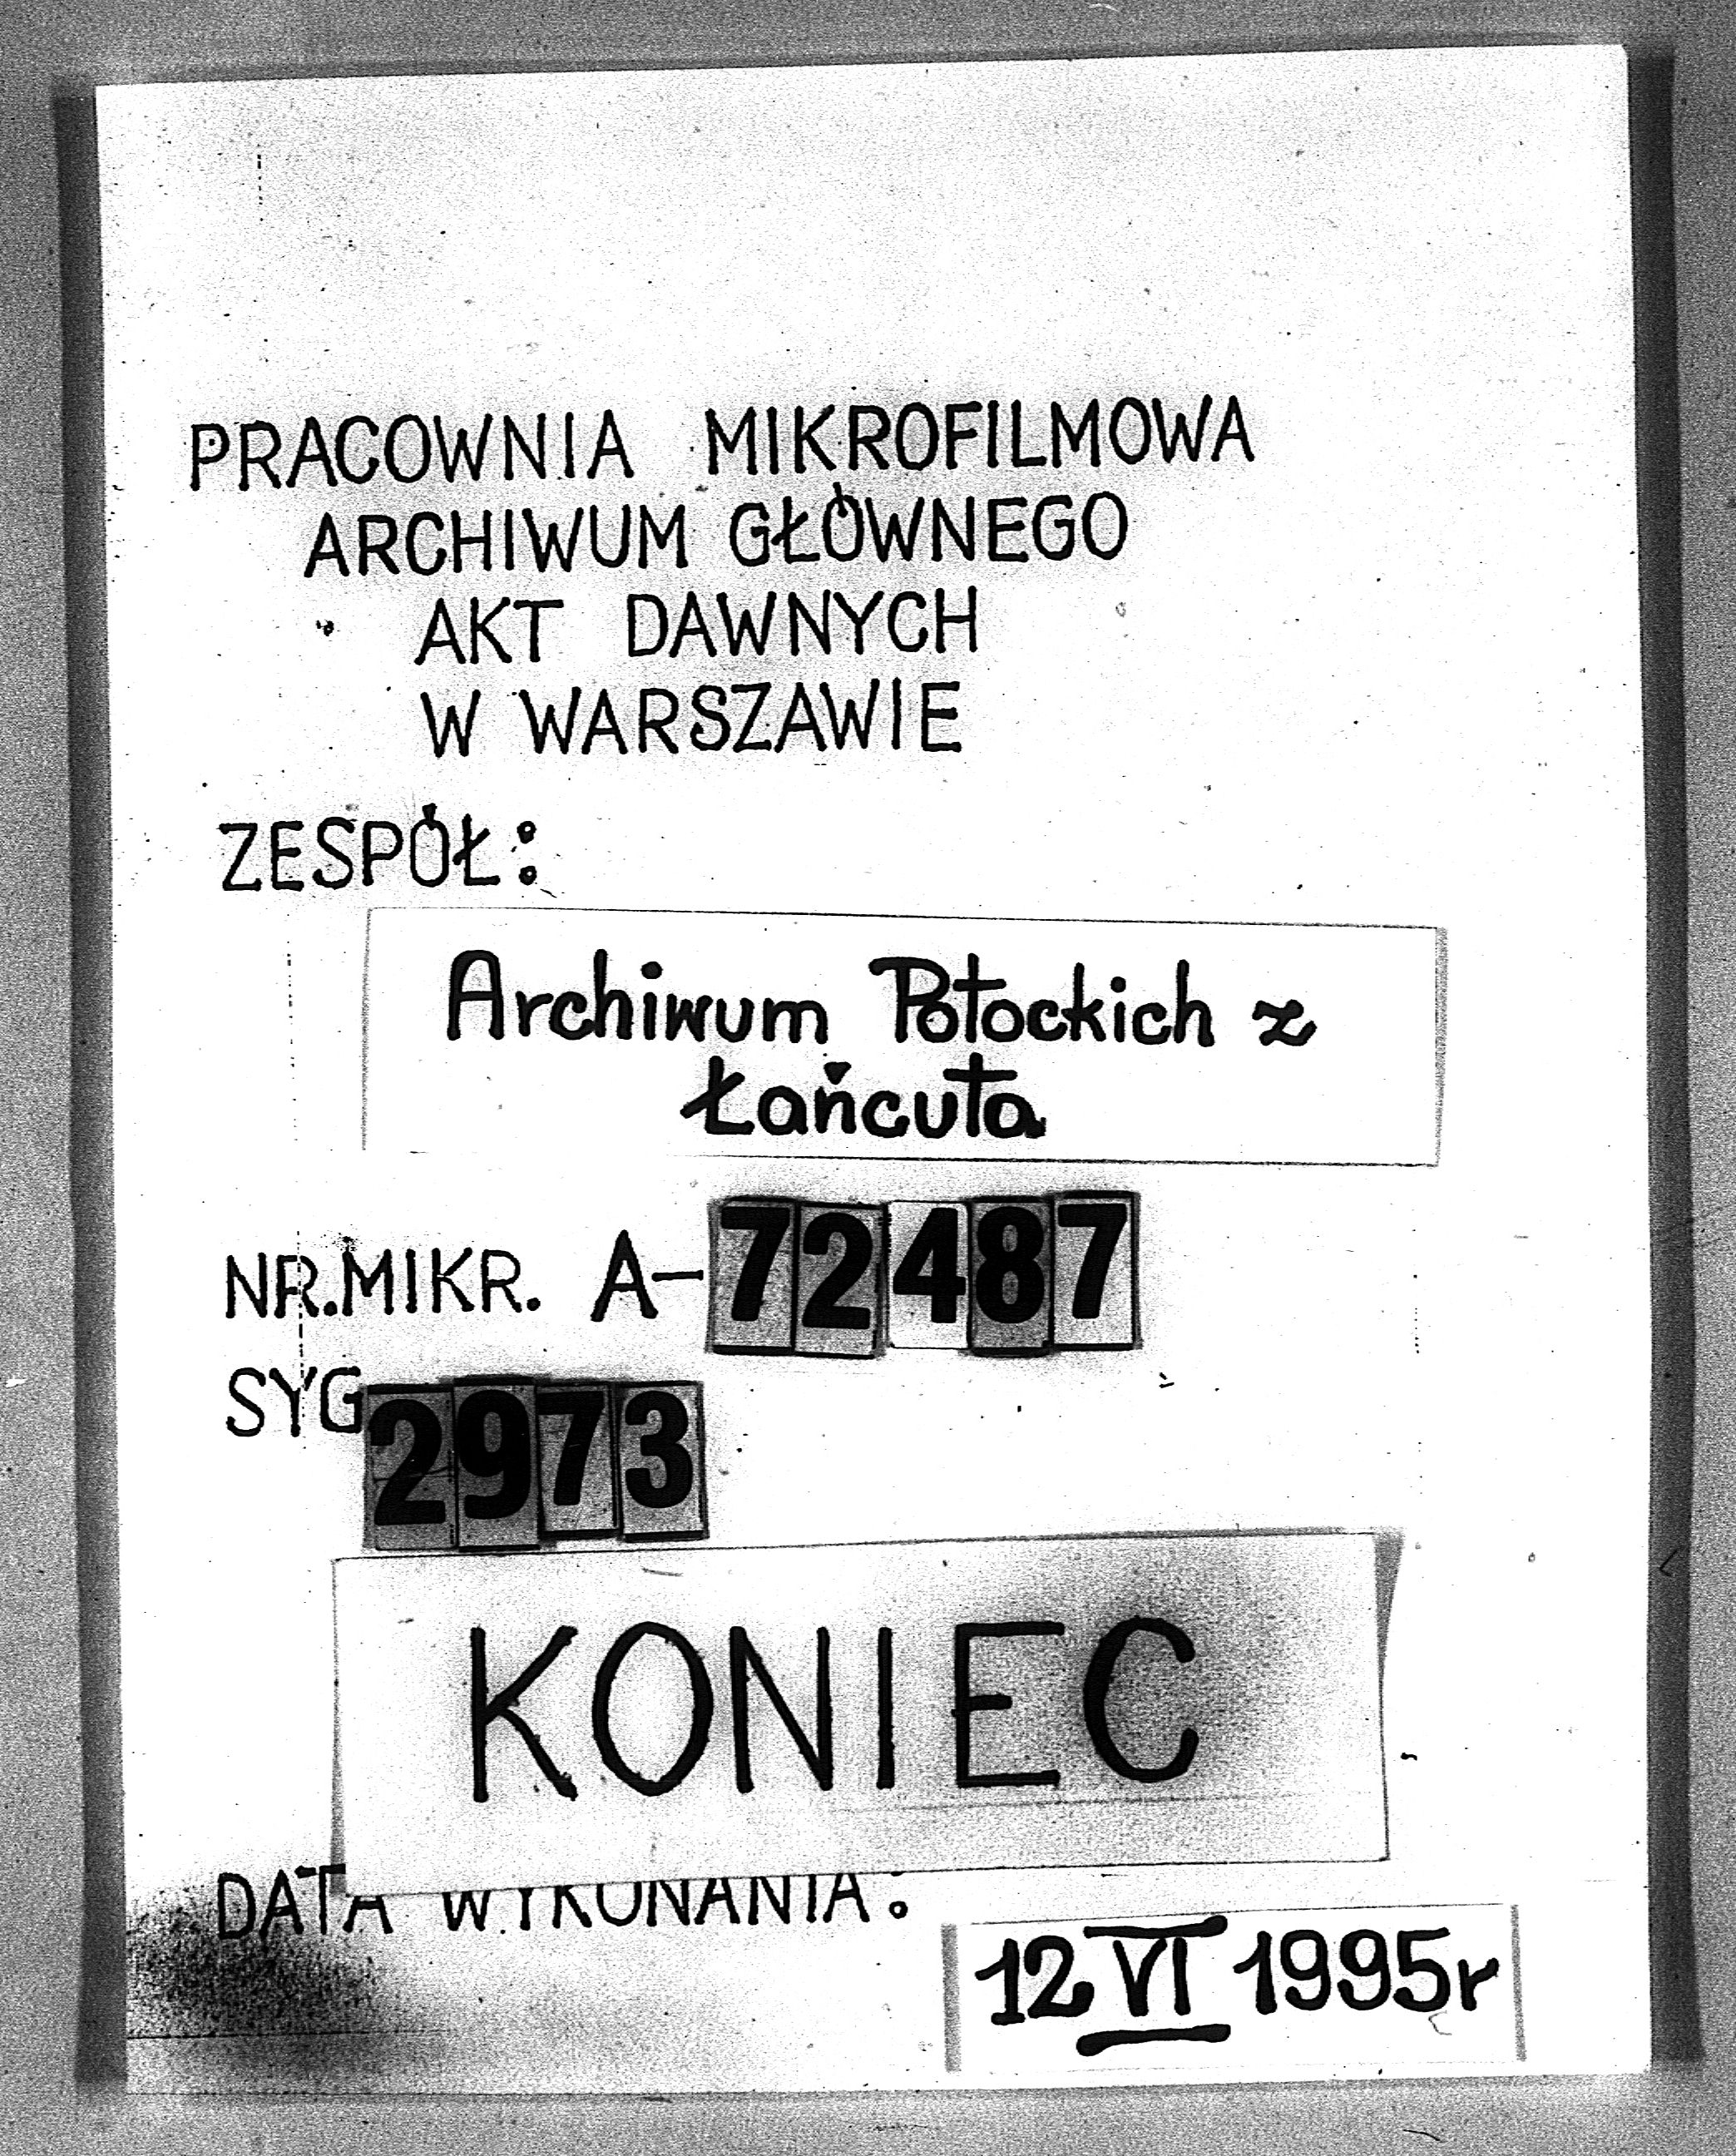 PRACOWNIA MIKROFILMOWA
ARCHIWUM GŁÓWNEGO
AKT DAWNYCH
W WARSZAWIE
ZESPÓŁ:
Archiwum Potockich z
Łańcuta
NR.MIKR. A-72487
SYG 2973
KONIEC
DATA WYKONANIA:
12 VI 1995r